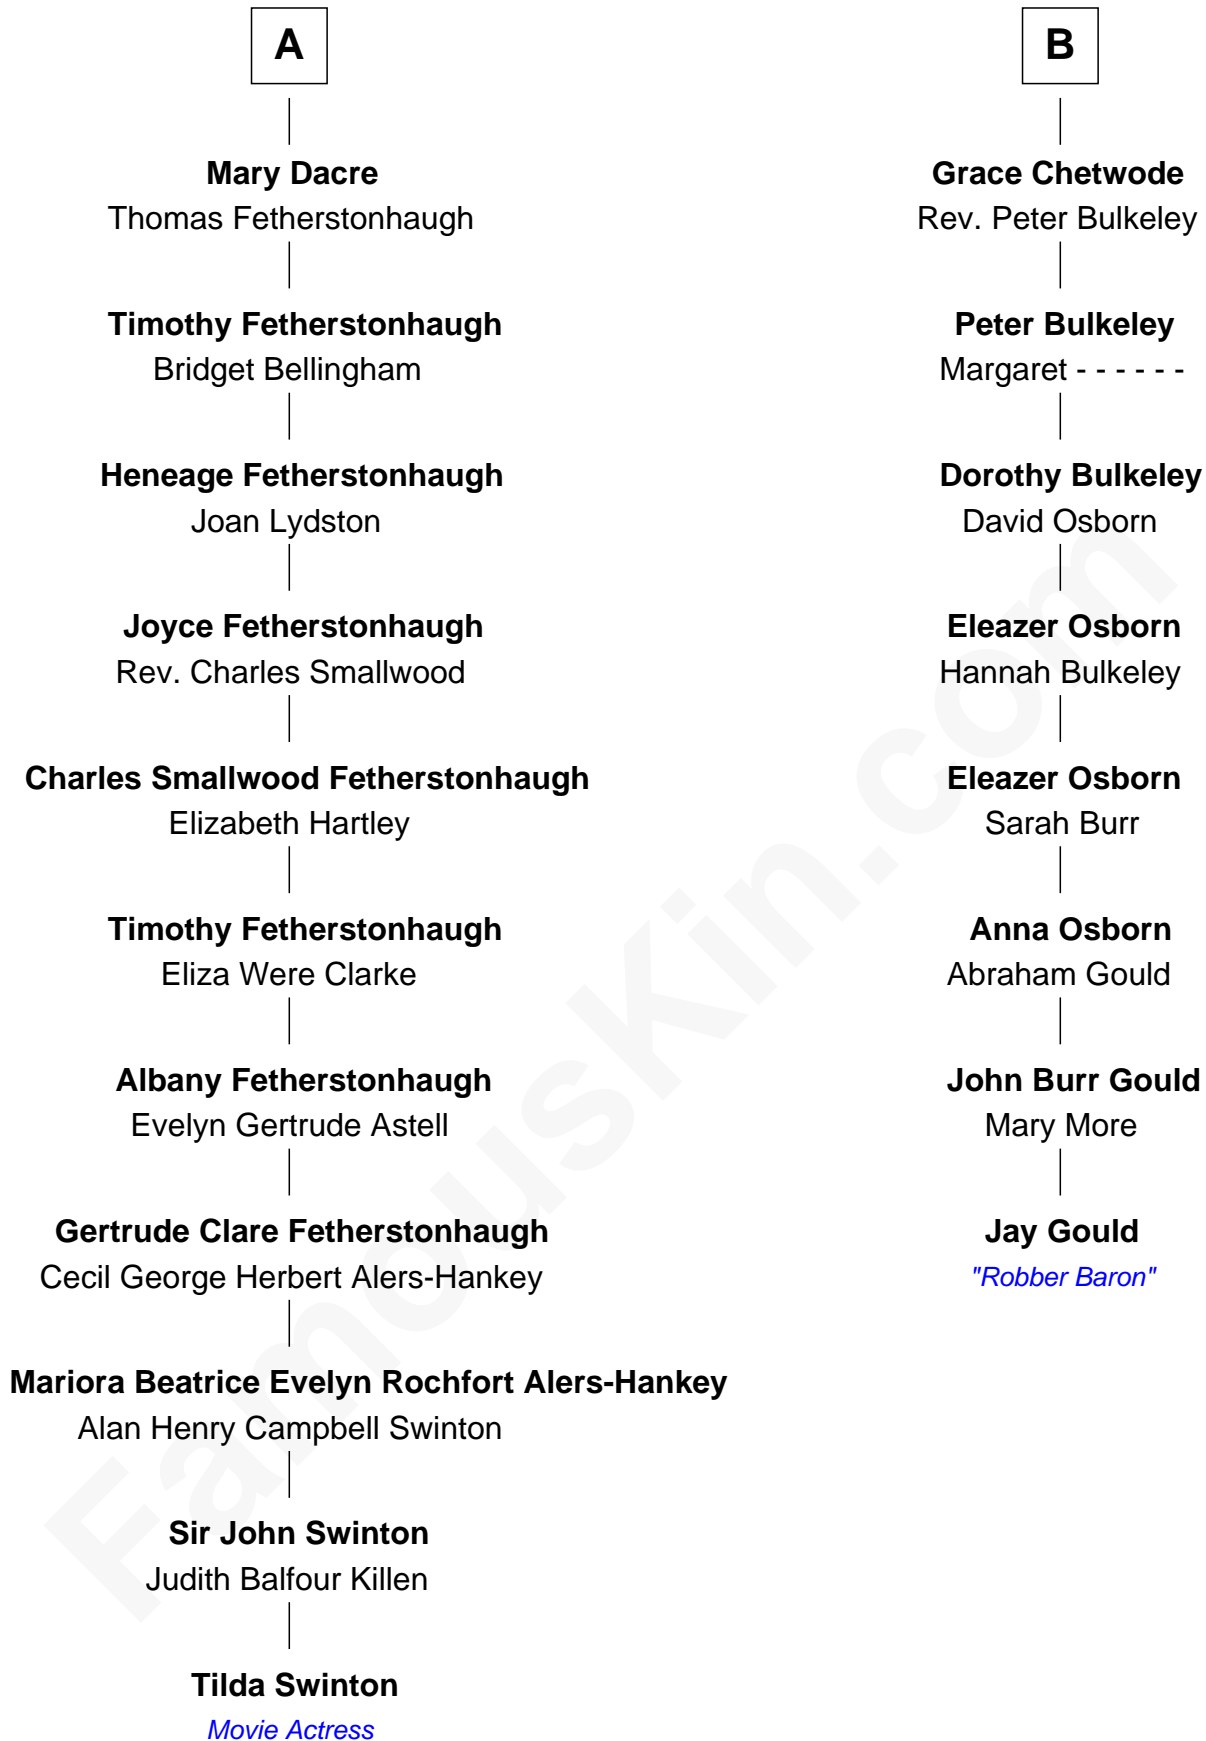 A
Mary Dacre
Thomas Fetherstonhaugh
Timothy Fetherstonhaugh
Bridget Bellingham
Heneage Fetherstonhaugh
Joan Lydston
Joyce Fetherstonhaugh
Rev. Charles Smallwood
Charles Smallwood Fetherstonhaugh
Elizabeth Hartley
Timothy Fetherstonhaugh
Eliza Were Clarke
Albany Fetherstonhaugh
Evelyn Gertrude Astell
Gertrude Clare Fetherstonhaugh
Cecil George Herbert Alers-Hankey
Mariora Beatrice Evelyn Rochfort Alers-Hankey
Alan Henry Campbell Swinton
Sir John Swinton
Judith Balfour Killen
Tilda Swinton
Movie Actress
B
Grace Chetwode
Rev. Peter Bulkeley
Peter Bulkeley
Margaret - - - - - -
Dorothy Bulkeley
David Osborn
Eleazer Osborn
Hannah Bulkeley
Eleazer Osborn
Sarah Burr
Anna Osborn
Abraham Gould
John Burr Gould
Mary More
Jay Gould
"Robber Baron"
FamousKin.com